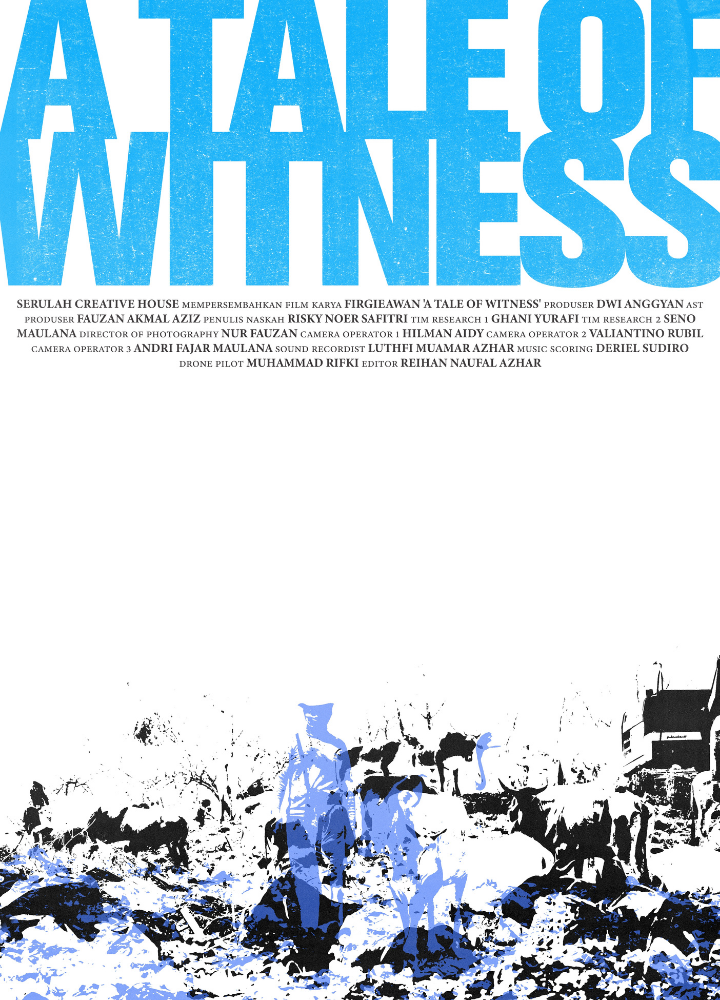 A TALE OF
WITNESS
SERULAH CREATIVE HOUSE MEMPERSEMBAHKAN FILM KARYA FIRGIEAWAN 'A TALE OF WITNESS' PRODUSER DWI ANGGYAN AST
PRODUSER FAUZAN AKMAL AZIZ PENULIS NASKAH RISKY NOER SAFITRI TIM RESEARCH 1 GHANI YURAFI TIM RESEARCH 2 SENO
MAULANA DIRECTOR OF PHOTOGRAPHY NUR FAUZAN CAMERA OPERATOR 1 HILMAN AIDY CAMERA OPERATOR 2 VALIANTINO RUBIL
CAMERA OPERATOR 3 ANDRI FAJAR MAULANA SOUND RECORDIST LUTHFI MUAMAR AZHAR MUSIC SCORING DERIEL SUDIRO
DRONE PILOT MUHAMMAD RIFKI EDITOR REIHAN NAUFAL AZHAR